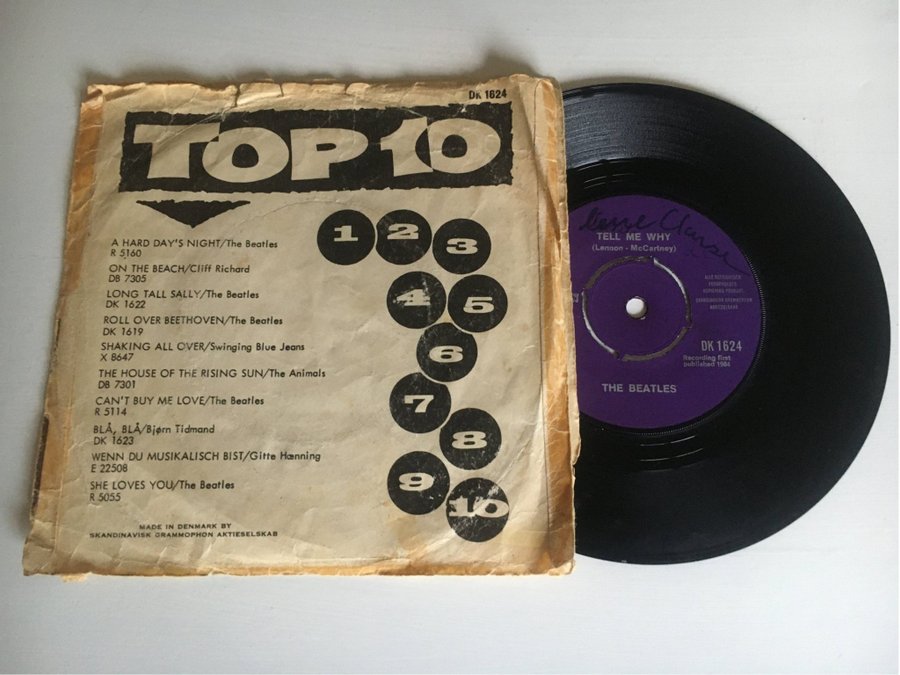 DK 1624
TOP 10
1 2 3
4 5
6
7
8
9
10
A HARD DAY'S NIGHT/The Beatles
R 5160
ON THE BEACH/Cliff Richard
DB 7305
LONG TALL SALLY/The Beatles
DK 1622
ROLL OVER BEETHOVEN/The Beatles
DK 1619
SHAKING ALL OVER/Swinging Blue Jeans
X 8647
THE HOUSE OF THE RISING SUN/The Animals
DB 7301
CAN'T BUY ME LOVE/The Beatles
R 5114
BLÅ, BLÅ/Bjørn Tidmand
DK 1623
WENN DU MUSIKALISCH BIST/Gitte Hænning
E 22508
SHE LOVES YOU/The Beatles
R 5055
MADE IN DENMARK BY
SKANDINAVISK GRAMMOPHON AKTIESELSKAB
TELL ME WHY
(Lennon - McCartney)
DK 1624
Recording first
published 1964
THE BEATLES